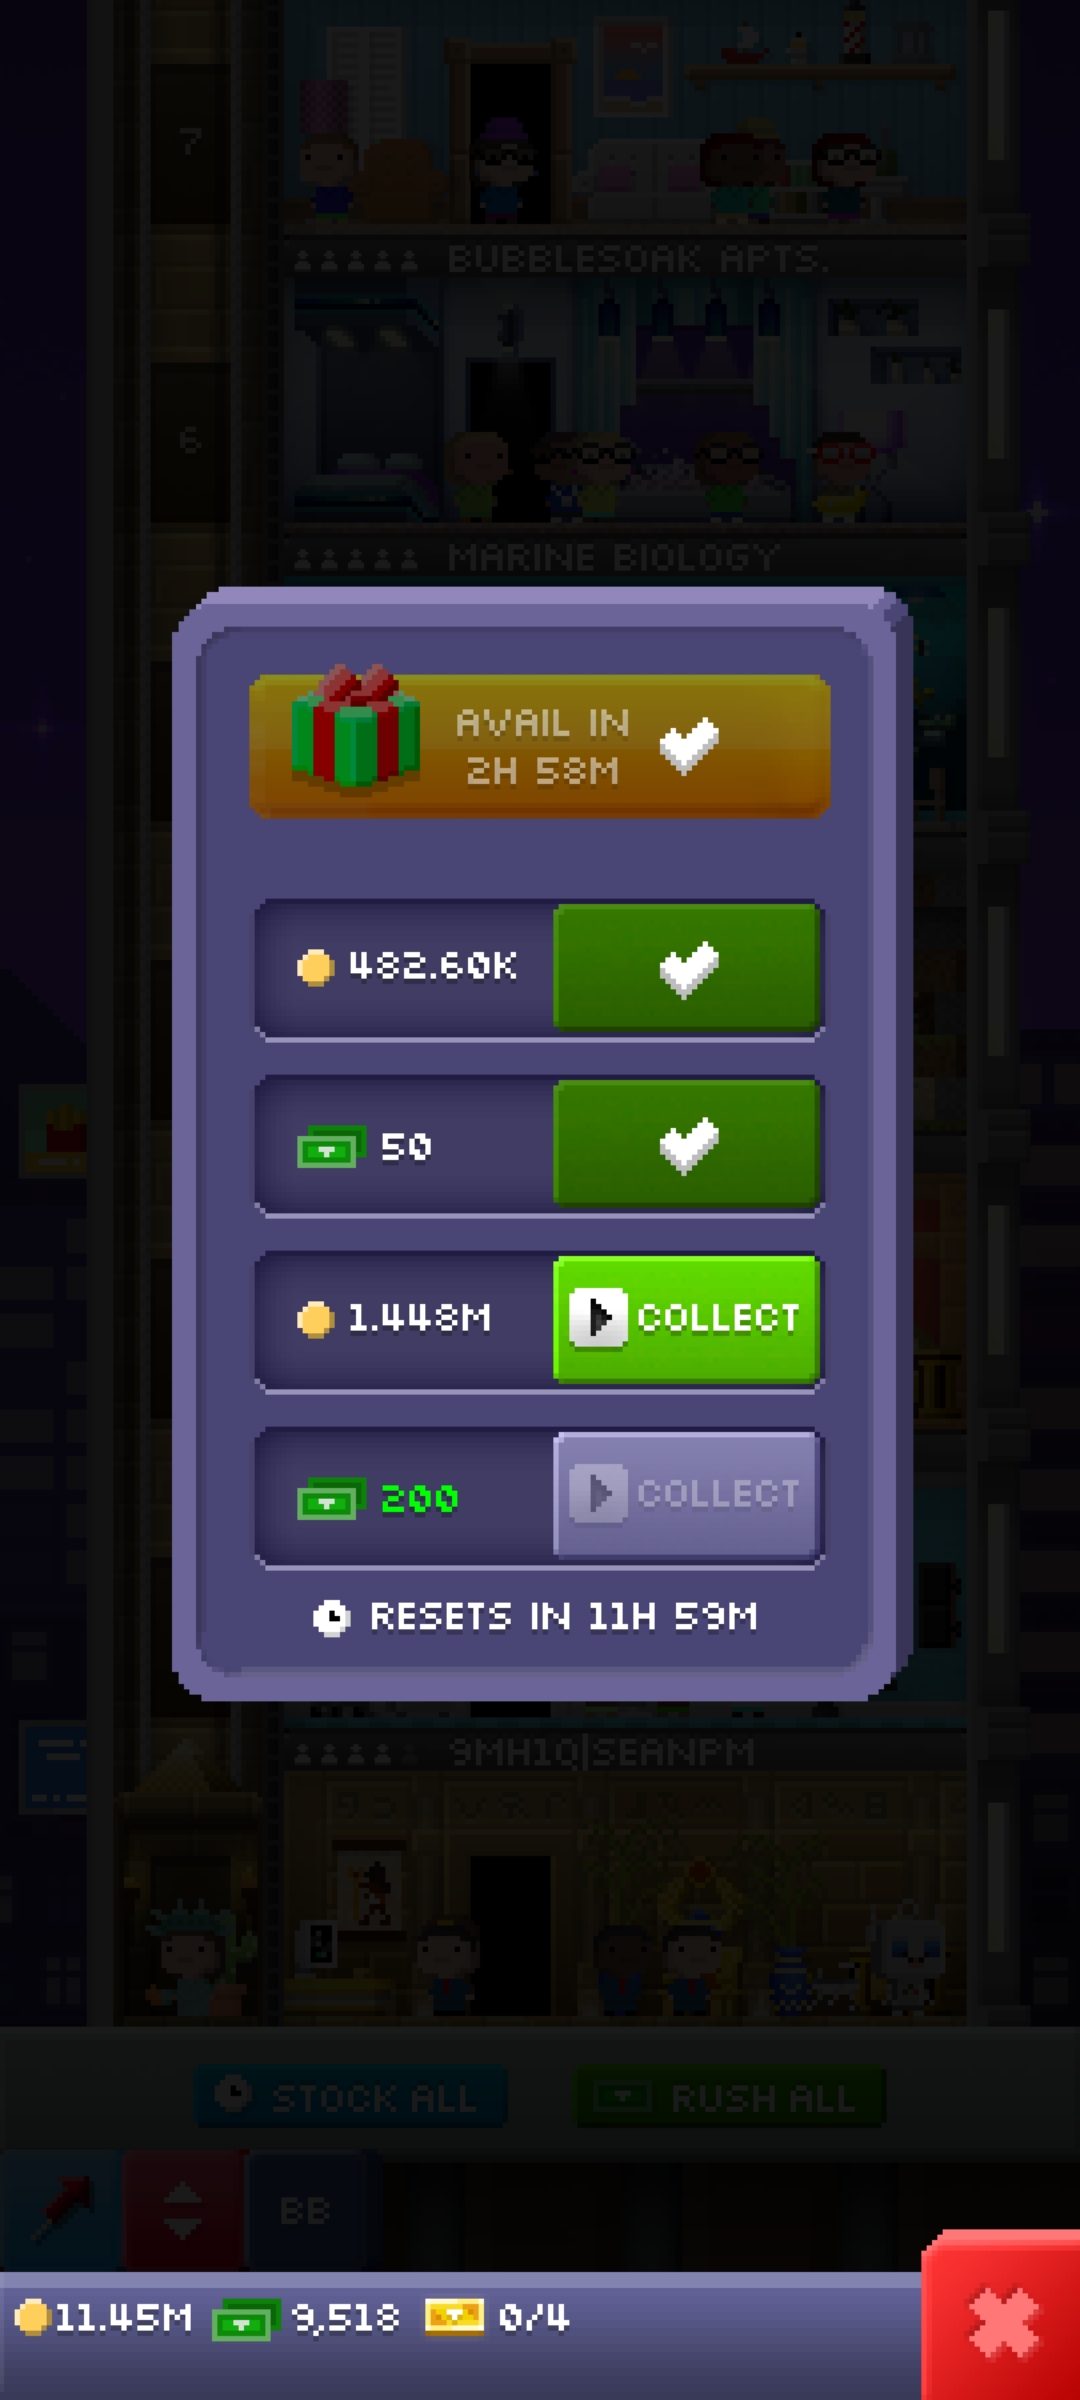 7
BUBBLESOAK APTS.
6
MARINE BIOLOGY
AVAIL IN
2H 58M
482.60K
50
1.448M
COLLECT
200
COLLECT
RESETS IN 11H 59M
9MH1Q|SEANPM
STOCK ALL
RUSH ALL
BB
11.45M 9,518 0/4